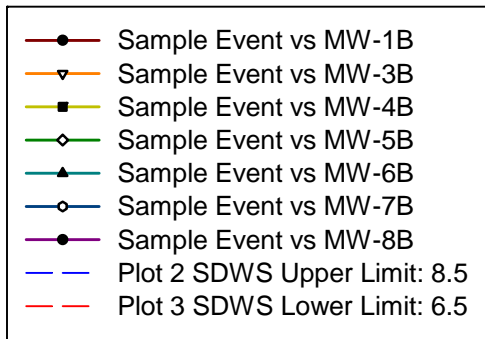 Sample Event vs MW-1B
Sample Event vs MW-3B
Sample Event vs MW-4B
Sample Event vs MW-5B
Sample Event vs MW-6B
Sample Event vs MW-7B
Sample Event vs MW-8B
Plot 2 SDWS Upper Limit: 8.5
Plot 3 SDWS Lower Limit: 6.5